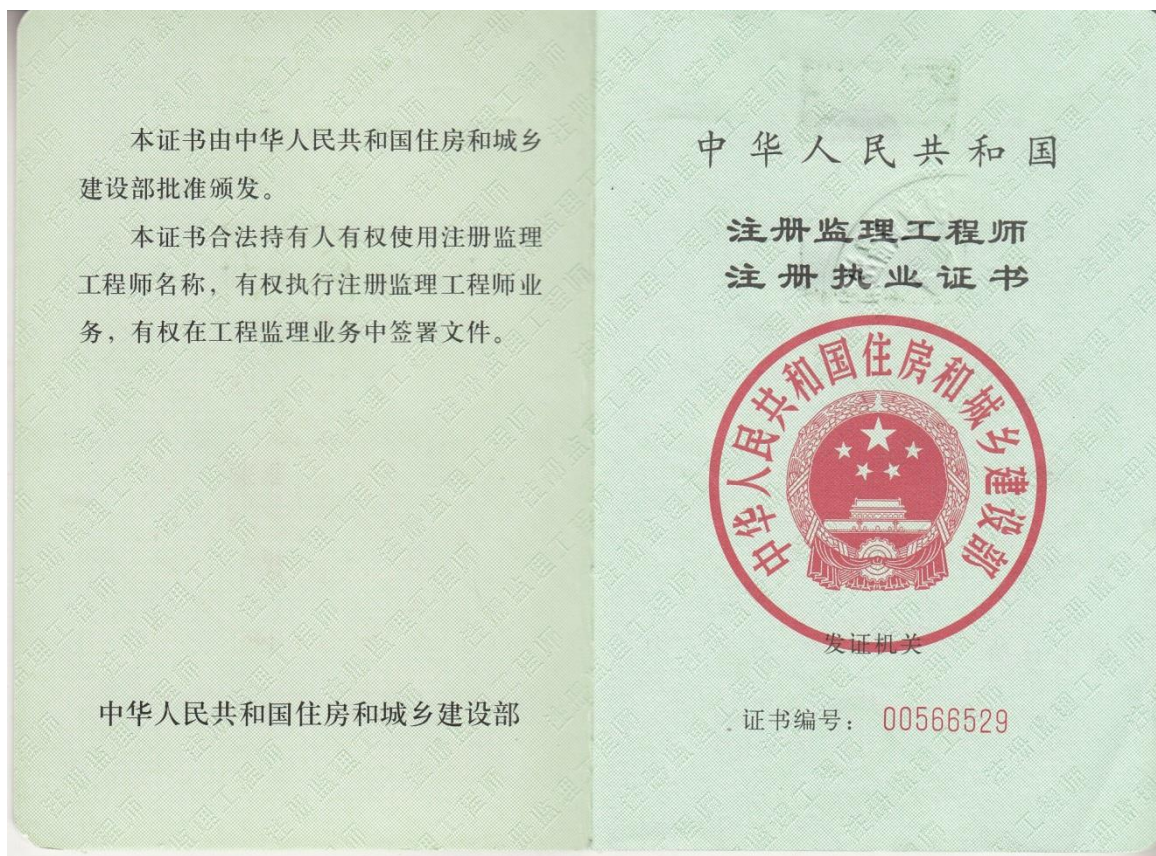 本证书由中华人民共和国住房和城乡
建设部批准颁发。
本证书合法持有人有权使用注册监理
工程师名称，有权执行注册监理工程师业
务，有权在工程监理业务中签署文件。
中华人民共和国住房和城乡建设部
中华人民共和国
注册监理工程师
注册执业证书
中华人民共和国住房和城乡建设部
发证机关
证书编号：00566529